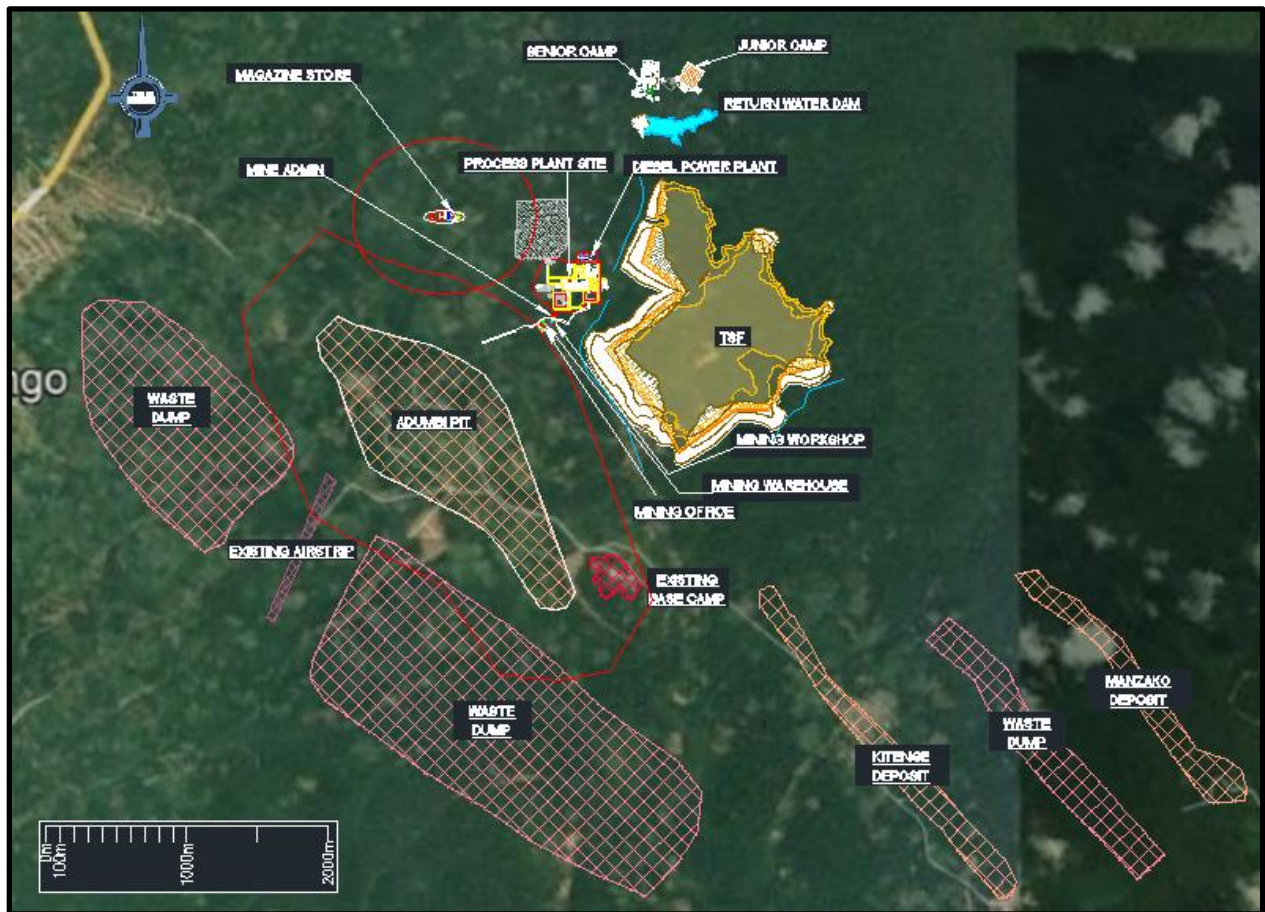 SENIOR CAMP
JUNIOR CAMP
MAGAZINE STORE
RETURN WATER DAM
MINE ADMIN
PROCESS PLANT SITE
DIESEL POWER PLANT
TSF
ago
WASTE
DUMP
ADUMBI PIT
MINING WORKSHOP
MINING WAREHOUSE
MINING OFFICE
EXISTING AIRSTRIP
EXISTING
BASE CAMP
MANZAKO
DEPOSIT
WASTE
DUMP
WASTE
DUMP
KITENGE
DEPOSIT
0m
100m
1000m
2000m